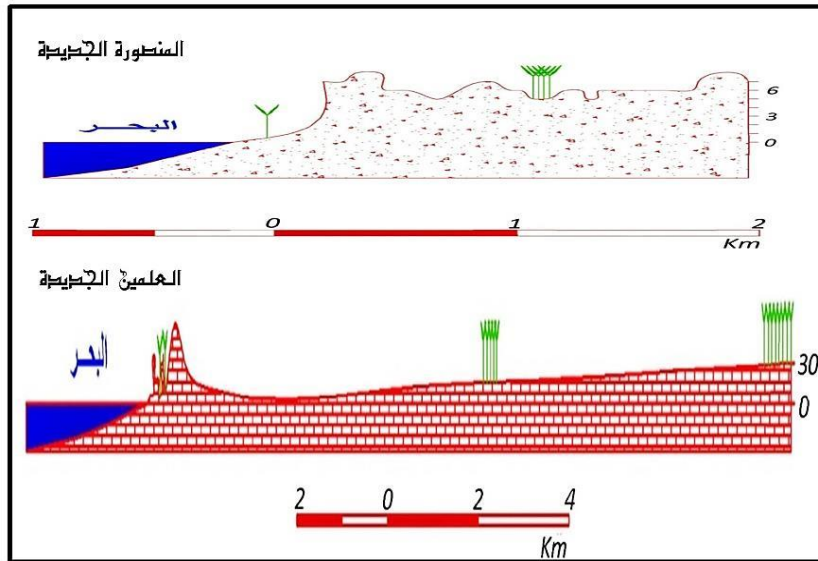 المنصورة الجديدة
البحر
6
3
0
1 0 1 2
Km
العلمين الجديدة
البحر
30
0
2 0 2 4
Km